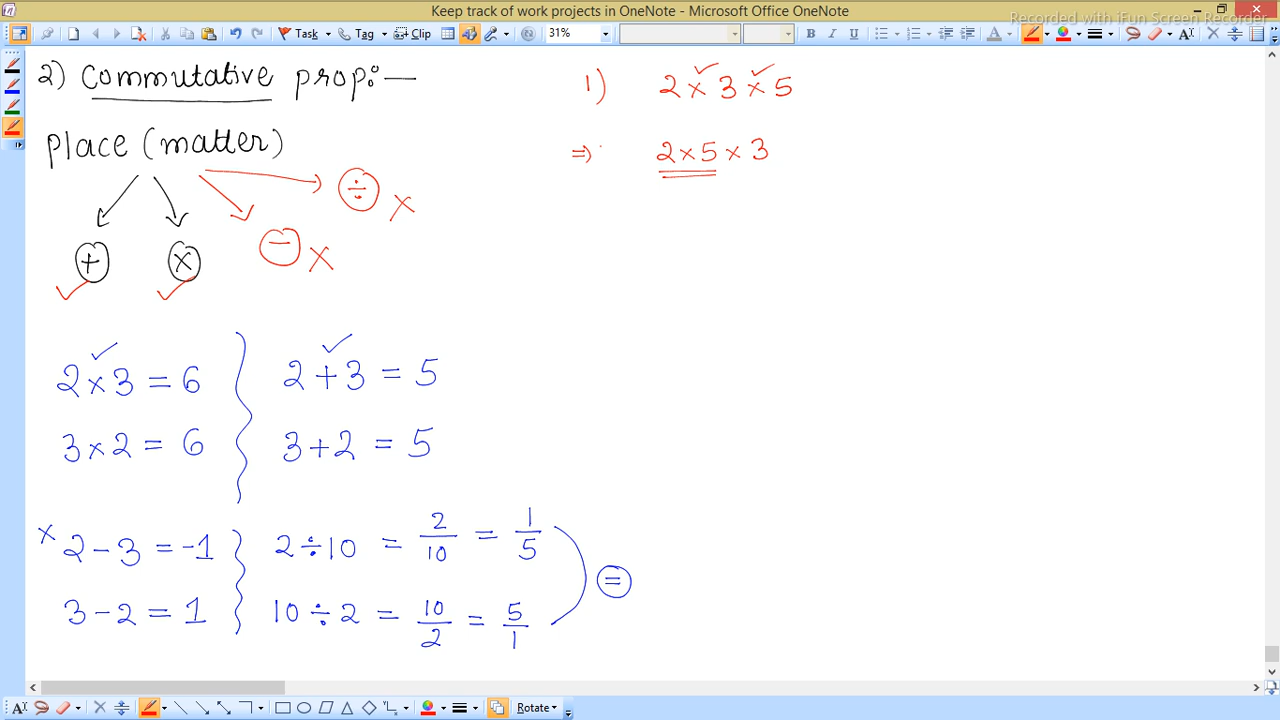 Keep track of work projects in OneNote - Microsoft Office OneNote
Recorded with iFun Screen Recorder
Task Tag Clip 31% B I U
2) Commutative prop:—
place (matter)
÷ x
- x
+ x
2 × 3 = 6
3 × 2 = 6
2 + 3 = 5
3 + 2 = 5
x 2 - 3 = -1
3 - 2 = 1
2 ÷ 10 = 2/10 = 1/5
10 ÷ 2 = 10/2 = 5/1
=
1) 2 × 3 × 5
⇒ 2 × 5 × 3
Rotate